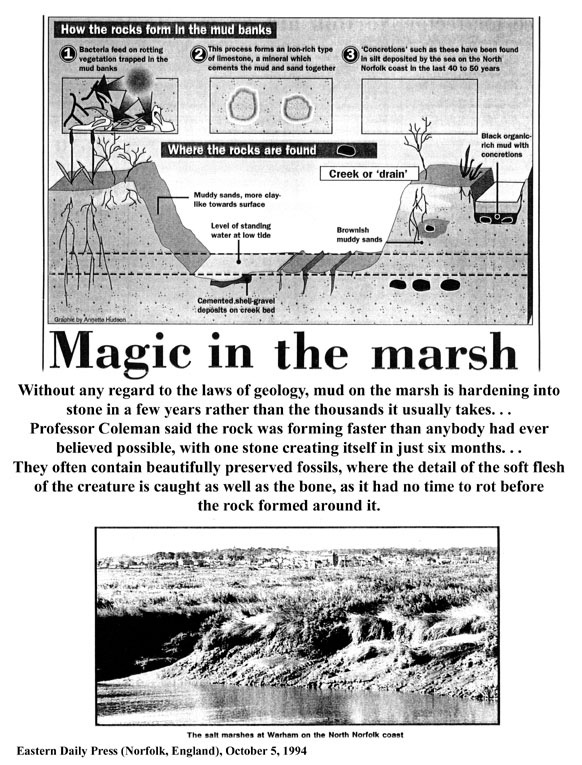 How the rocks form in the mud banks
1 Bacteria feed on rotting
vegetation trapped in the
mud banks
2 This process forms an iron-rich type
of limestone, a mineral which
cements the mud and sand together
3 'Concretions' such as these have been found
in silt deposited by the sea on the North
Norfolk coast in the last 40 to 50 years
Where the rocks are found
Black organic-
rich mud with
concretions
Creek or 'drain'
Muddy sands, more clay-
like towards surface
Level of standing
water at low tide
Brownish
muddy sands
Cemented shell-gravel
deposits on creek bed
Graphic by Annette Hudson
Magic in the marsh
Without any regard to the laws of geology, mud on the marsh is hardening into
stone in a few years rather than the thousands it usually takes. . .
Professor Coleman said the rock was forming faster than anybody had ever
believed possible, with one stone creating itself in just six months. . .
They often contain beautifully preserved fossils, where the detail of the soft flesh
of the creature is caught as well as the bone, as it had no time to rot before
the rock formed around it.
The salt marshes at Warham on the North Norfolk coast
Eastern Daily Press (Norfolk, England), October 5, 1994